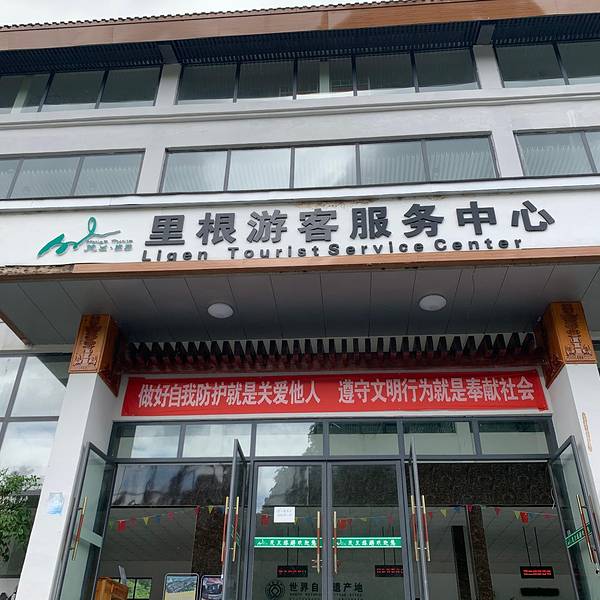 里根游客服务中心
Ligen Tourist Service Center
做好自我防护就是关爱他人 遵守文明行为就是奉献社会
世界自然遗产地